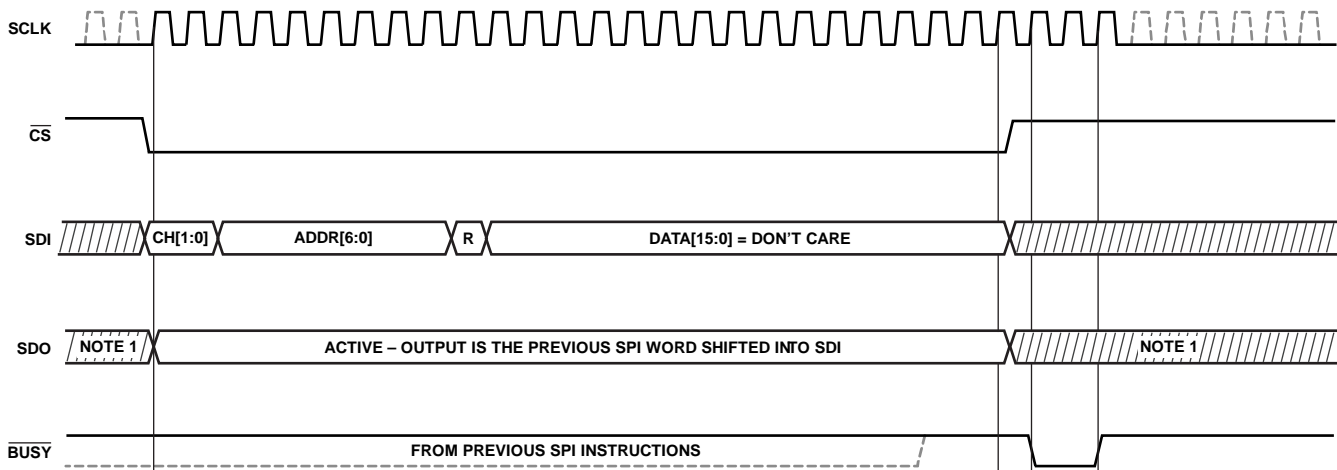 SCLK
CS
SDI
CH[1:0]
ADDR[6:0]
R
DATA[15:0] = DON'T CARE
SDO
NOTE 1
ACTIVE – OUTPUT IS THE PREVIOUS SPI WORD SHIFTED INTO SDI
NOTE 1
BUSY
FROM PREVIOUS SPI INSTRUCTIONS